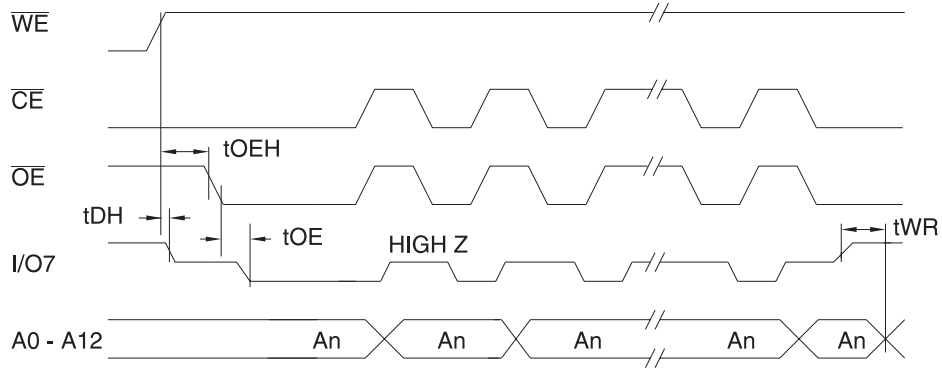 WE
CE
tOEH
OE
tDH
tOE
tWR
HIGH Z
I/O7
A0 - A12
An
An
An
An
An